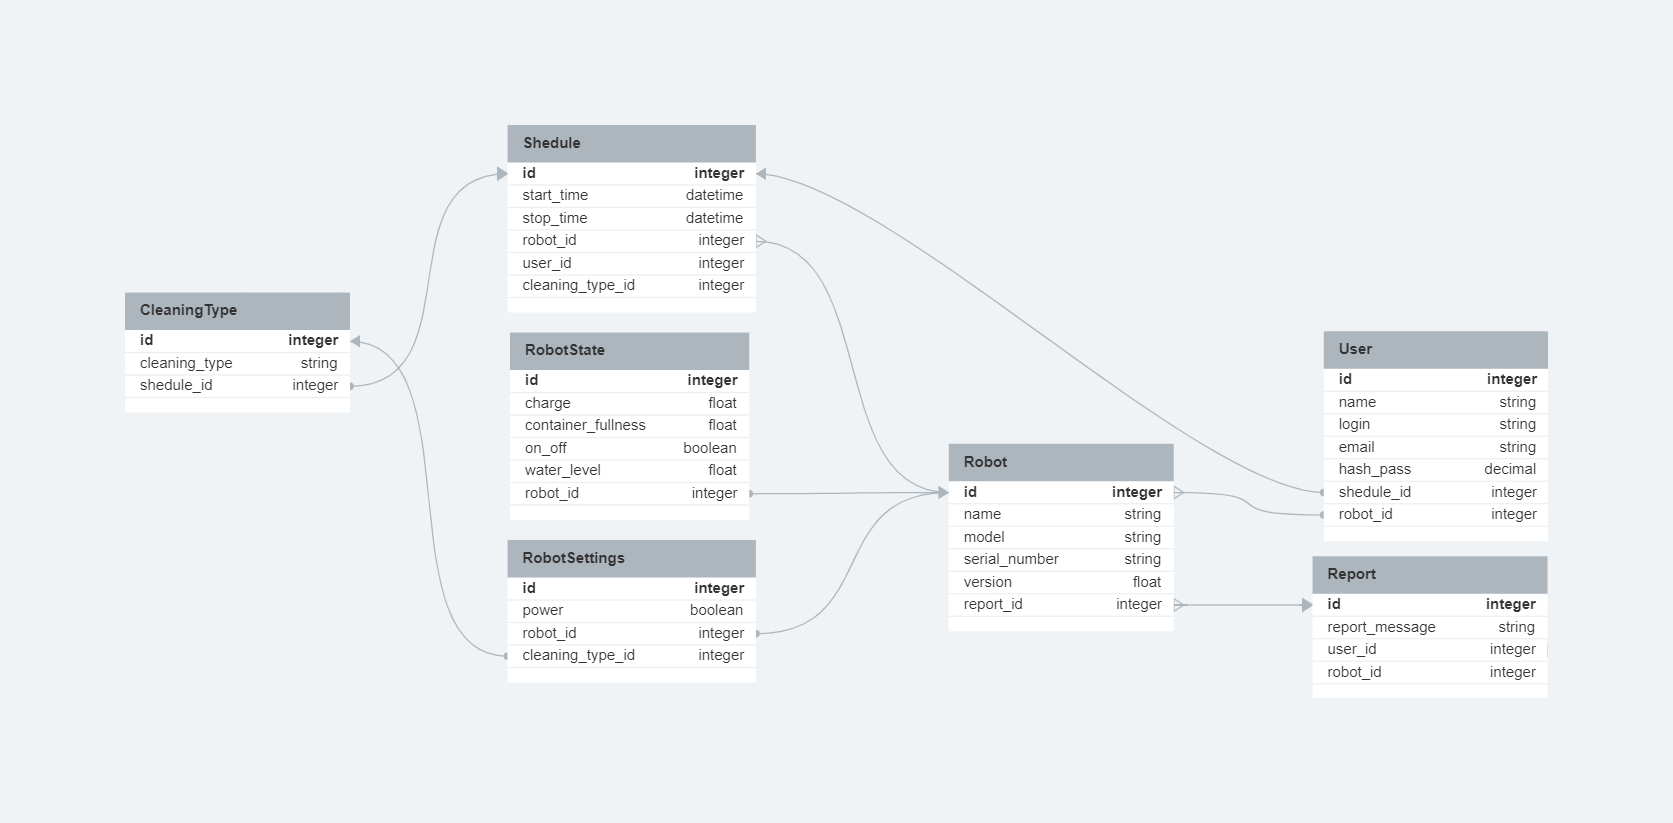 Shedule
id integer
start_time datetime
stop_time datetime
robot_id integer
user_id integer
cleaning_type_id integer
CleaningType
id integer
cleaning_type string
shedule_id integer
RobotState
id integer
charge float
container_fullness float
on_off boolean
water_level float
robot_id integer
RobotSettings
id integer
power boolean
robot_id integer
cleaning_type_id integer
Robot
id integer
name string
model string
serial_number string
version float
report_id integer
User
id integer
name string
login string
email string
hash_pass decimal
shedule_id integer
robot_id integer
Report
id integer
report_message string
user_id integer
robot_id integer